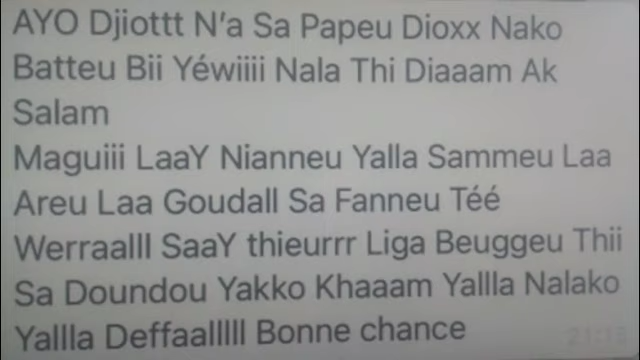 AYO Djiottt N'a Sa Papeu Dioxx Nako
Batteu Bii Yéwiiii Nala Thi Diaaam Ak
Salam
Maguiii LaaY Nianneu Yalla Sammeu Laa
Areu Laa Goudall Sa Fanneu Téé
Werraalll SaaY thieurrr Liga Beuggeu Thii
Sa Doundou Yakko Khaaam Yallla Nalako
Yallla Deffaalllll Bonne chance